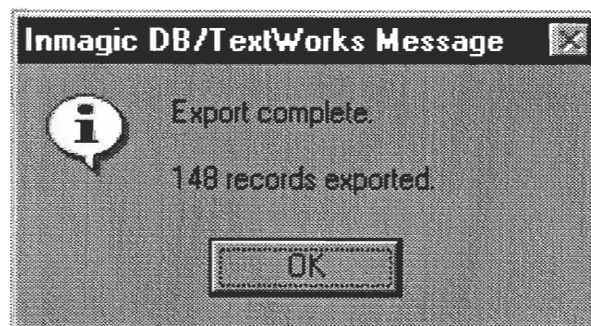 Inmagic DB/TextWorks Message
Export complete.
148 records exported.
OK